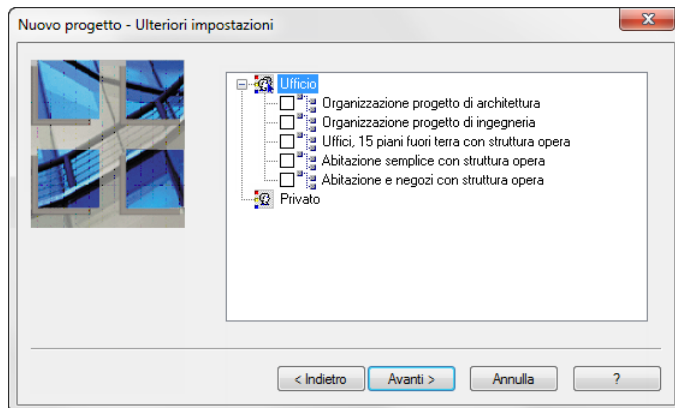 Nuovo progetto - Ulteriori impostazioni
Ufficio
Organizzazione progetto di architettura
Organizzazione progetto di ingegneria
Uffici, 15 piani fuori terra con struttura opera
Abitazione semplice con struttura opera
Abitazione e negozi con struttura opera
Privato
< Indietro
Avanti >
Annulla
?